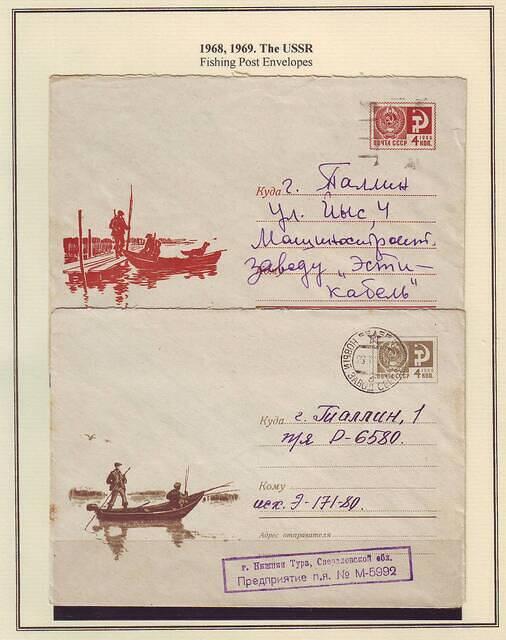 1968, 1969. The USSR
Fishing Post Envelopes
ПОЧТА СССР 4 КОП.
Куда г. Таллин
ул. Йыс, 4
Машиностроит.
заводу "Эсти-
кабель"
ПОЧТА СССР 4 КОП.
Куда г. Таллин, 1
п/я Р-6580.
Кому
исх. Э-171-80.
Адрес отправителя
г. Нижняя Тура, Свердловской обл.
Предприятие п.я. № М-5992